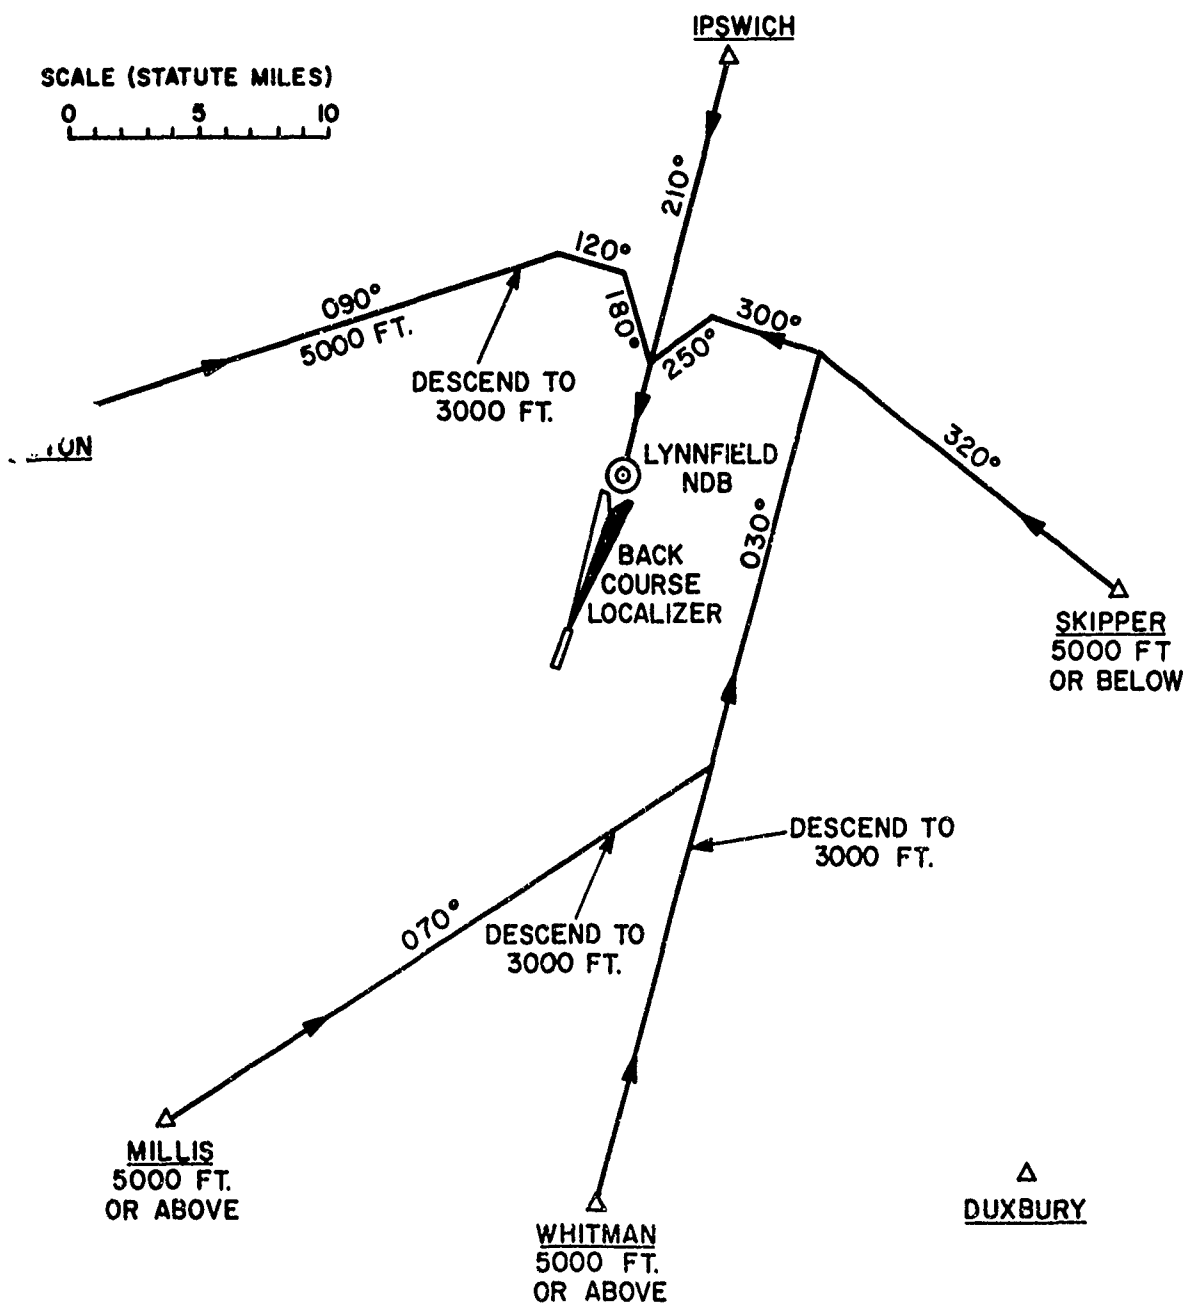 IPSWICH
SCALE (STATUTE MILES)
0 5 10
210°
120°
090°
5000 FT.
180°
300°
250°
DESCEND TO
3000 FT.
320°
LYNNFIELD
NDB
030°
BACK
COURSE
LOCALIZER
SKIPPER
5000 FT
OR BELOW
DESCEND TO
3000 FT.
070°
DESCEND TO
3000 FT.
MILLIS
5000 FT.
OR ABOVE
WHITMAN
5000 FT.
OR ABOVE
DUXBURY